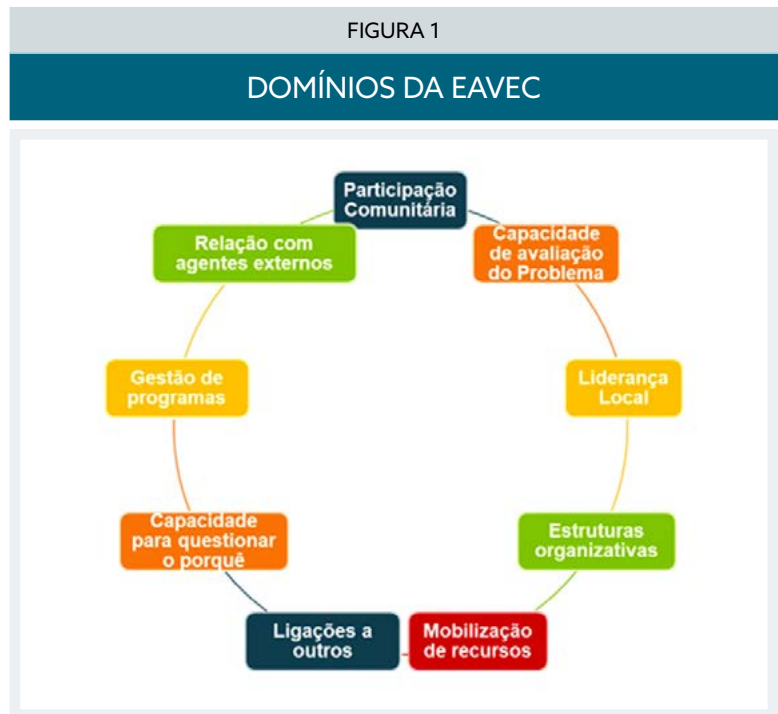 FIGURA 1
DOMÍNIOS DA EAVEC
Participação
Comunitária
Capacidade
de avaliação
do Problema
Liderança
Local
Estruturas
organizativas
Mobilização
de recursos
Ligações a
outros
Capacidade
para questionar
o porquê
Gestão de
programas
Relação com
agentes externos